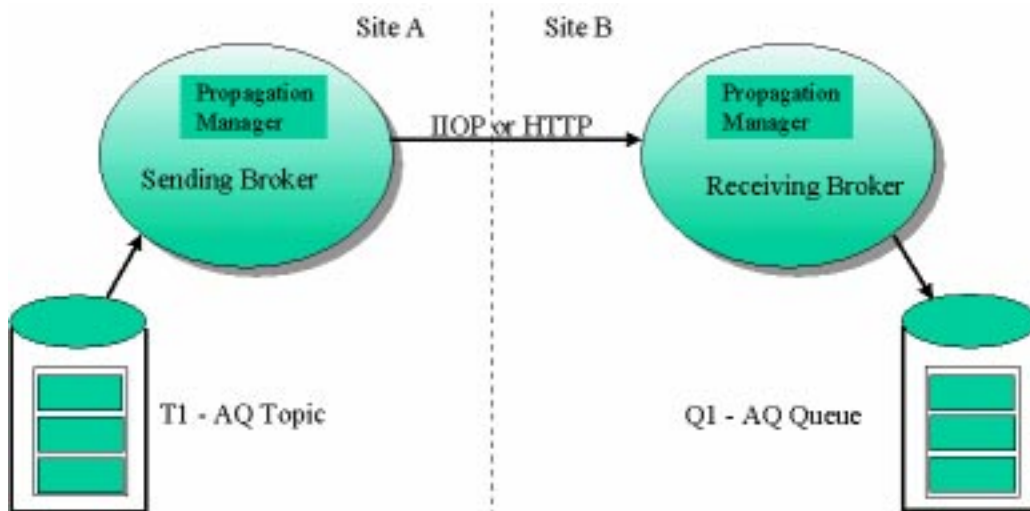 Site A
Site B
Propagation
Manager
Propagation
Manager
IIOP or HTTP
Sending Broker
Receiving Broker
T1 - AQ Topic
Q1 - AQ Queue